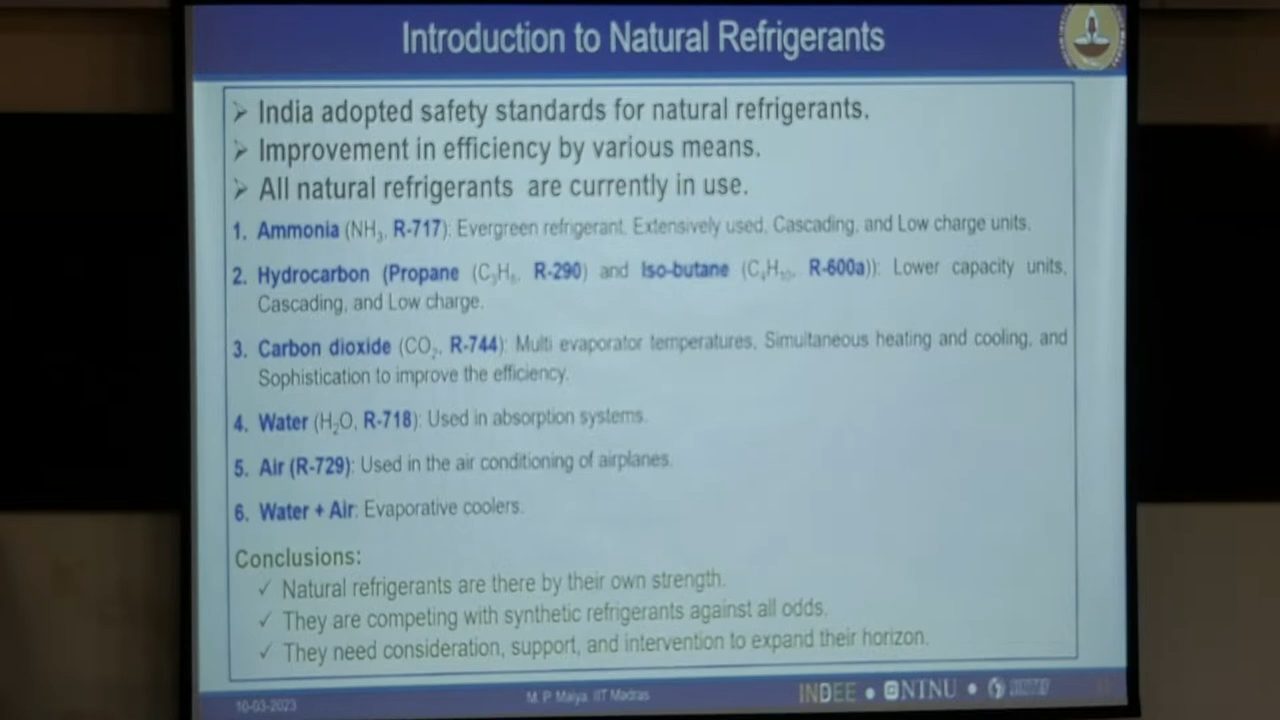 Introduction to Natural Refrigerants
➢ India adopted safety standards for natural refrigerants.
➢ Improvement in efficiency by various means.
➢ All natural refrigerants are currently in use.
1. Ammonia (NH3, R-717): Evergreen refrigerant. Extensively used, Cascading, and Low charge units.
2. Hydrocarbon (Propane (C3H8, R-290) and Iso-butane (C4H10, R-600a)): Lower capacity units,
Cascading, and Low charge.
3. Carbon dioxide (CO2, R-744): Multi evaporator temperatures, Simultaneous heating and cooling, and
Sophistication to improve the efficiency.
4. Water (H2O, R-718): Used in absorption systems.
5. Air (R-729): Used in the air conditioning of airplanes.
6. Water + Air: Evaporative coolers.
Conclusions:
✓ Natural refrigerants are there by their own strength.
✓ They are competing with synthetic refrigerants against all odds.
✓ They need consideration, support, and intervention to expand their horizon.
10-03-2023 M. P. Maiya IIT Madras INDEE • NTNU •